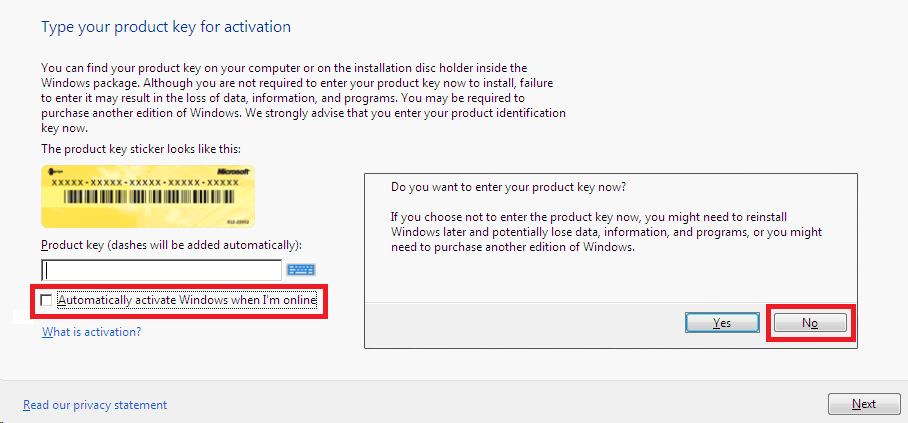 Type your product key for activation
You can find your product key on your computer or on the installation disc holder inside the
Windows package. Although you are not required to enter your product key now to install, failure
to enter it may result in the loss of data, information, and programs. You may be required to
purchase another edition of Windows. We strongly advise that you enter your product identification
key now.
The product key sticker looks like this:
Microsoft
XXXXX-XXXXX-XXXXX-XXXXX-XXXXX
Product key (dashes will be added automatically):
Automatically activate Windows when I'm online
What is activation?
Do you want to enter your product key now?
If you choose not to enter the product key now, you might need to reinstall
Windows later and potentially lose data, information, and programs, or you might
need to purchase another edition of Windows.
Yes
No
Read our privacy statement
Next